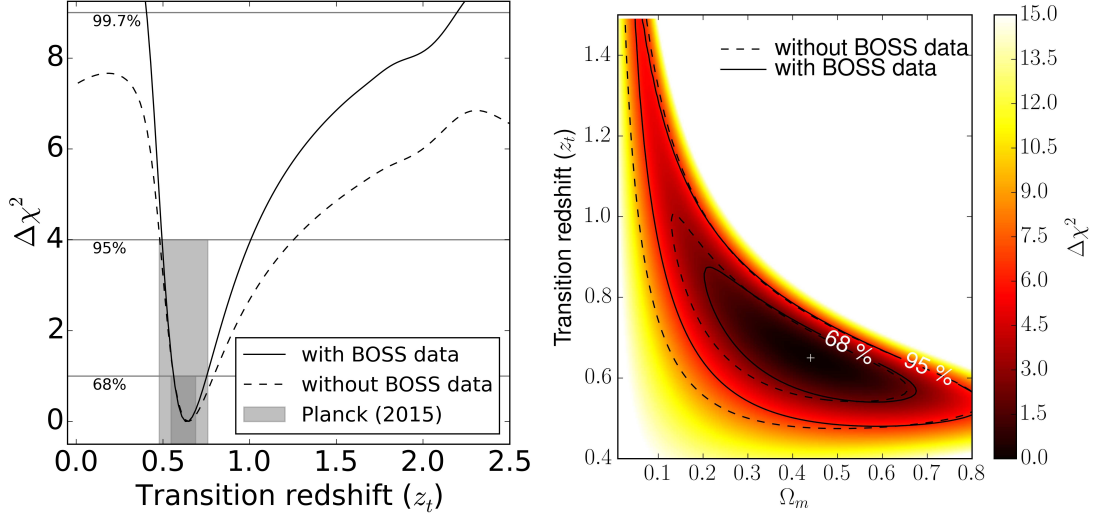 99.7%
8
6
Δχ²
4
95%
2
with BOSS data
without BOSS data
68%
Planck (2015)
0
0.0 0.5 1.0 1.5 2.0 2.5
Transition redshift (z_t)
without BOSS data
with BOSS data
1.4
1.2
1.0
0.8
0.6
0.4
Transition redshift (z_t)
68 %
95 %
0.1 0.2 0.3 0.4 0.5 0.6 0.7 0.8
Ω_m
15.0
13.5
12.0
10.5
9.0
7.5
6.0
4.5
3.0
1.5
0.0
Δχ²